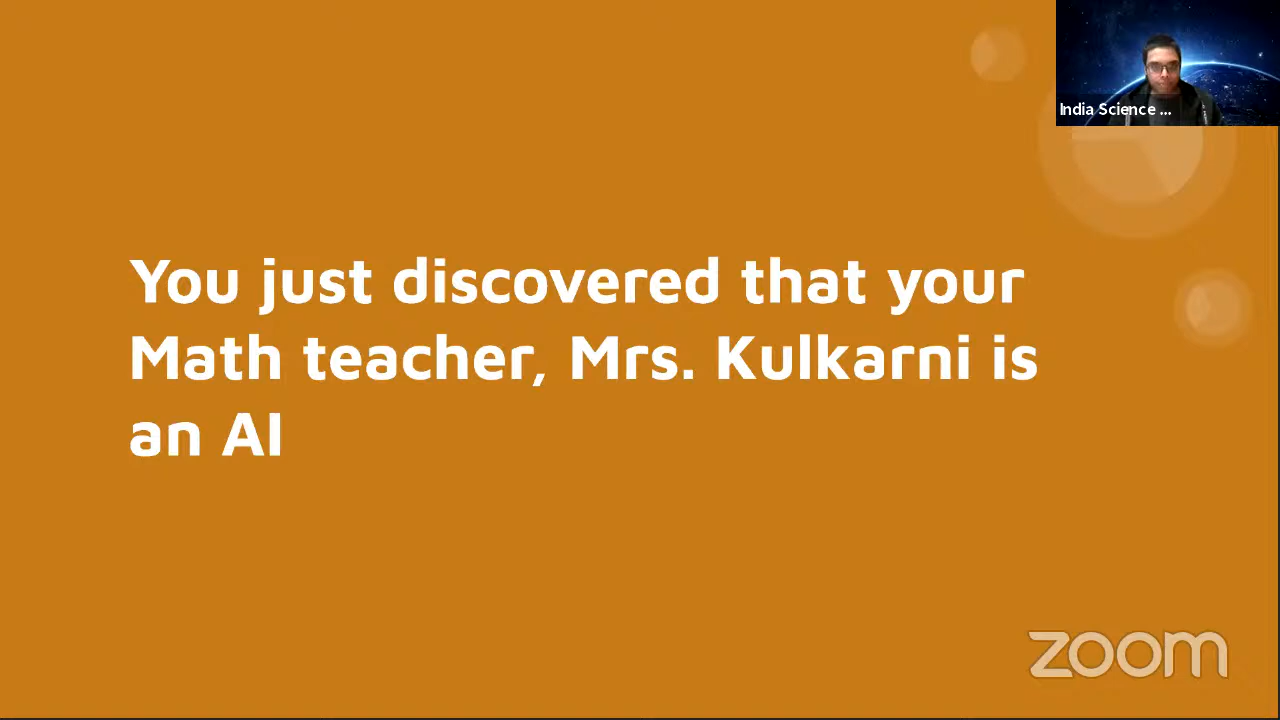 India Science ...
You just discovered that your
Math teacher, Mrs. Kulkarni is
an AI
zoom